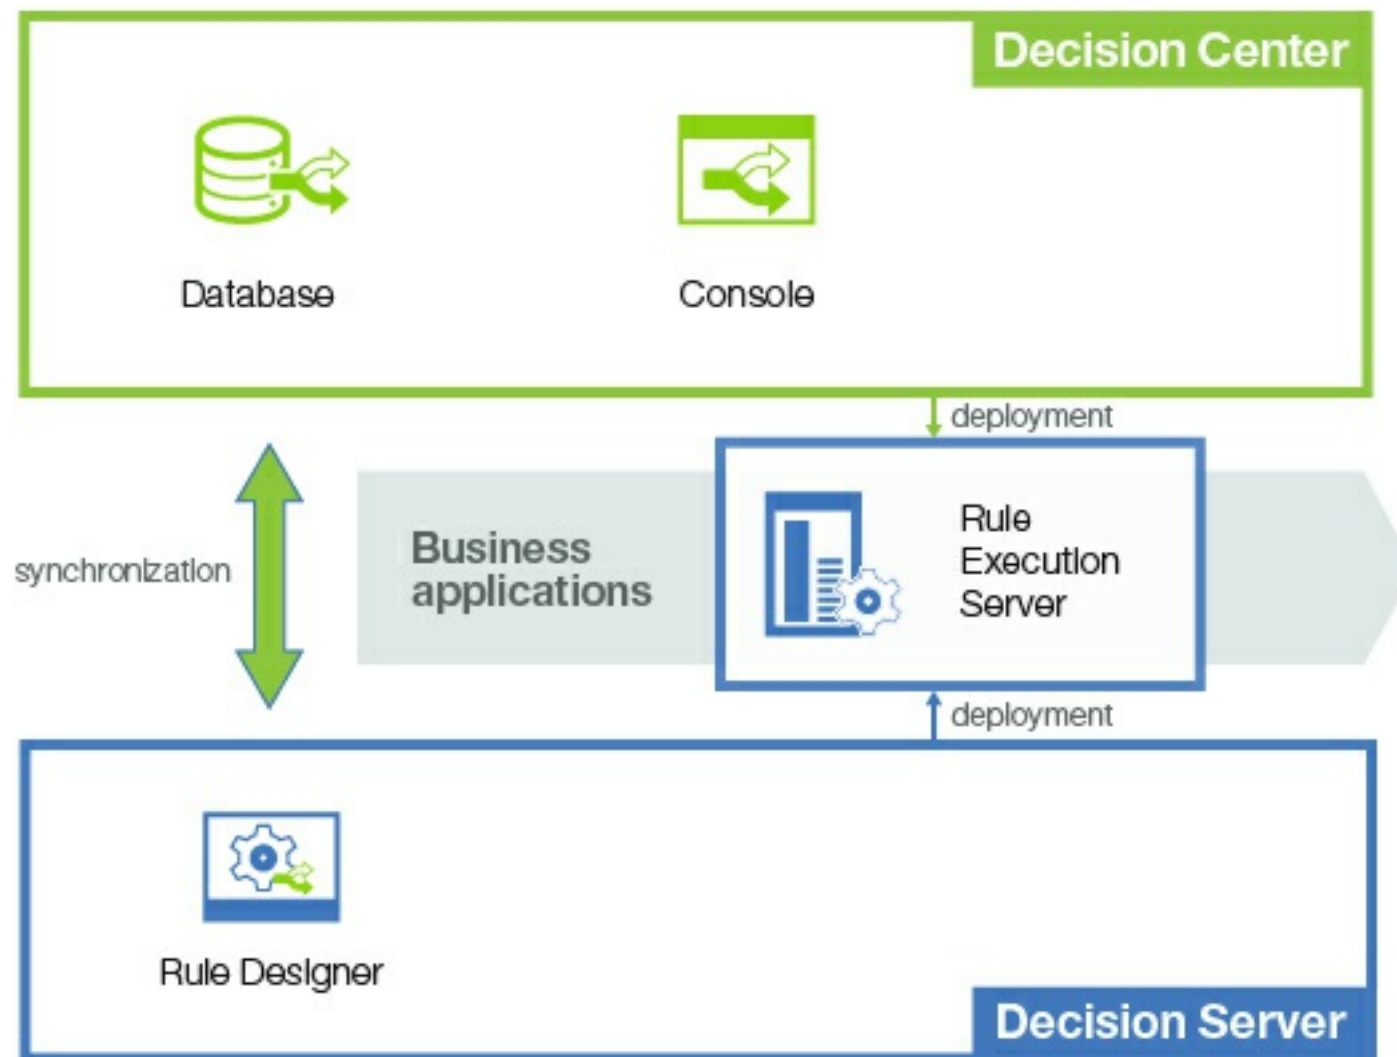 Decision Center
Database
Console
deployment
synchronization
Business
applications
Rule
Execution
Server
deployment
Rule Designer
Decision Server